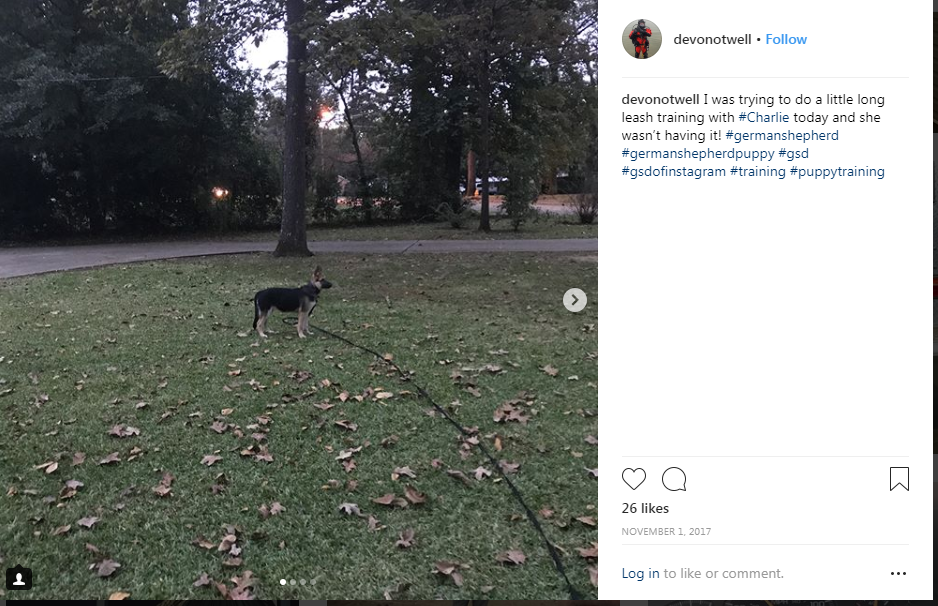 devonotwell • Follow
devonotwell I was trying to do a little long
leash training with #Charlie today and she
wasn't having it! #germanshepherd
#germanshepherdpuppy #gsd
#gsdofinstagram #training #puppytraining
26 likes
NOVEMBER 1, 2017
Log in to like or comment.